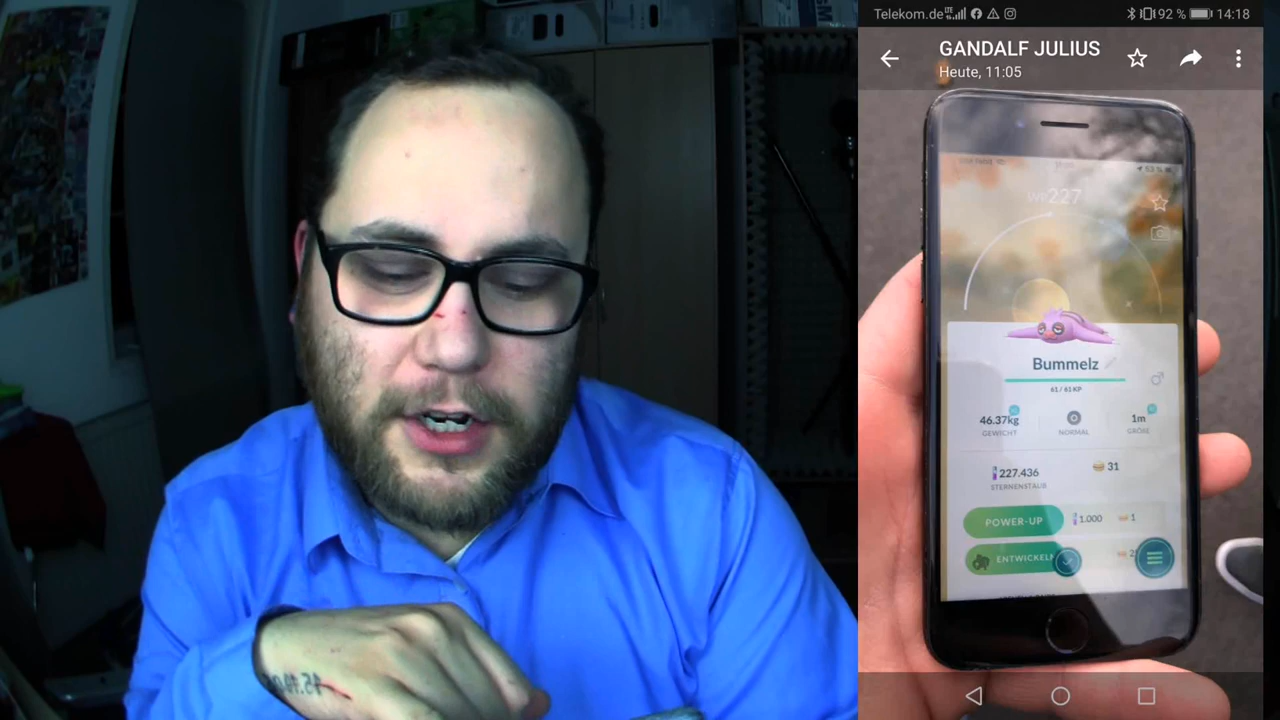 Telekom.de LTE 92 % 14:18
GANDALF JULIUS
Heute, 11:05
WP227
Bummelz
61 / 61 KP
46.37kg
GEWICHT
NORMAL
1m
GRÖßE
227.436
STERNENSTAUB
31
POWER-UP
1.000
1
ENTWICKELN